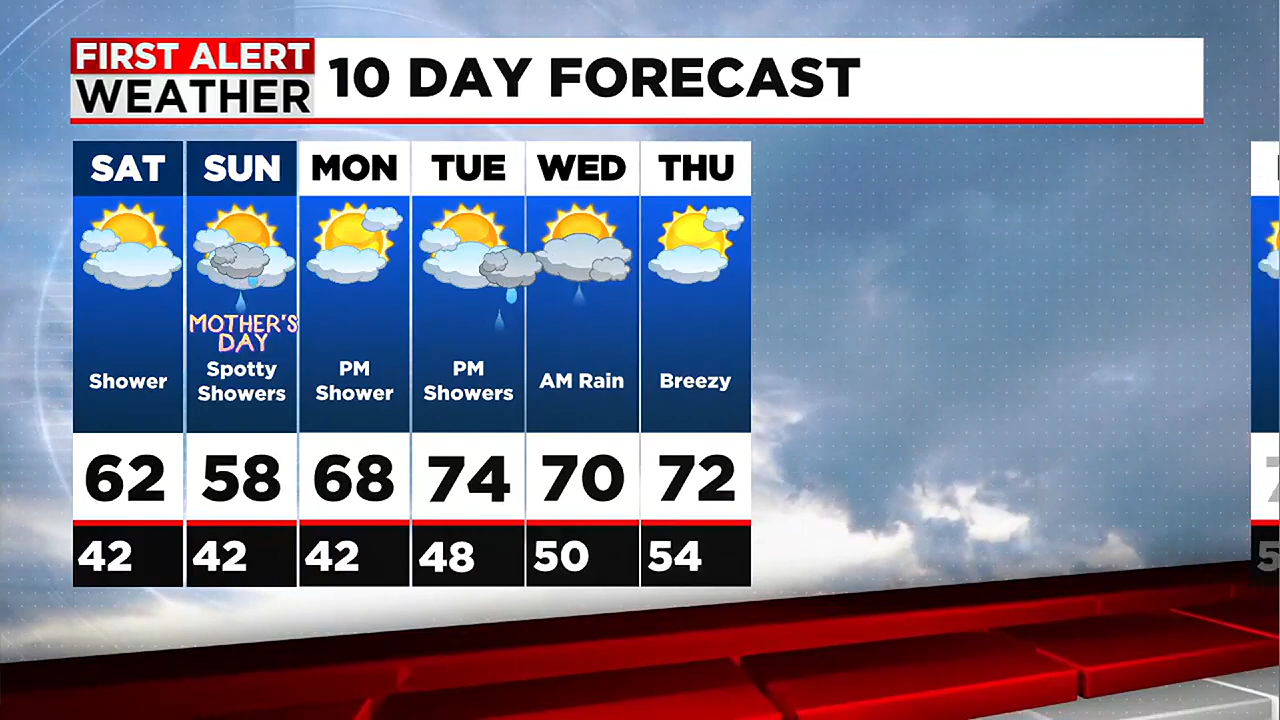 FIRST ALERT
WEATHER
10 DAY FORECAST
SAT SUN MON TUE WED THU
MOTHER'S
DAY
Shower
Spotty
Showers
PM
Shower
PM
Showers
AM Rain
Breezy
62 58 68 74 70 72
42 42 42 48 50 54